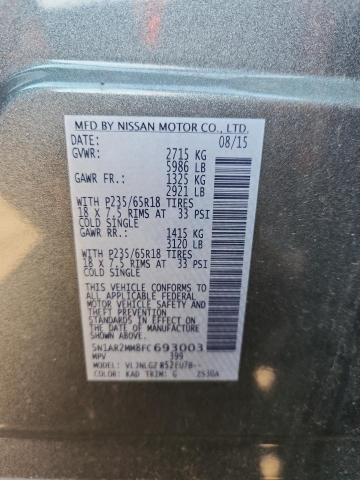 MFD BY NISSAN MOTOR CO., LTD.
DATE: 08/15
GVWR: 2715 KG
5986 LB
GAWR FR.: 1325 KG
2921 LB
WITH P235/65R18 TIRES
18 X 7.5 RIMS AT 33 PSI
COLD SINGLE
GAWR RR.: 1415 KG
3120 LB
WITH P235/65R18 TIRES
18 X 7.5 RIMS AT 33 PSI
COLD SINGLE
THIS VEHICLE CONFORMS TO
ALL APPLICABLE FEDERAL
MOTOR VEHICLE SAFETY AND
THEFT PREVENTION
STANDARDS IN EFFECT ON
THE DATE OF MANUFACTURE
SHOWN ABOVE.
5N1AR2MM8FC693003
MPV 399
MODEL:
COLOR: KAD TRIM: G 2530A